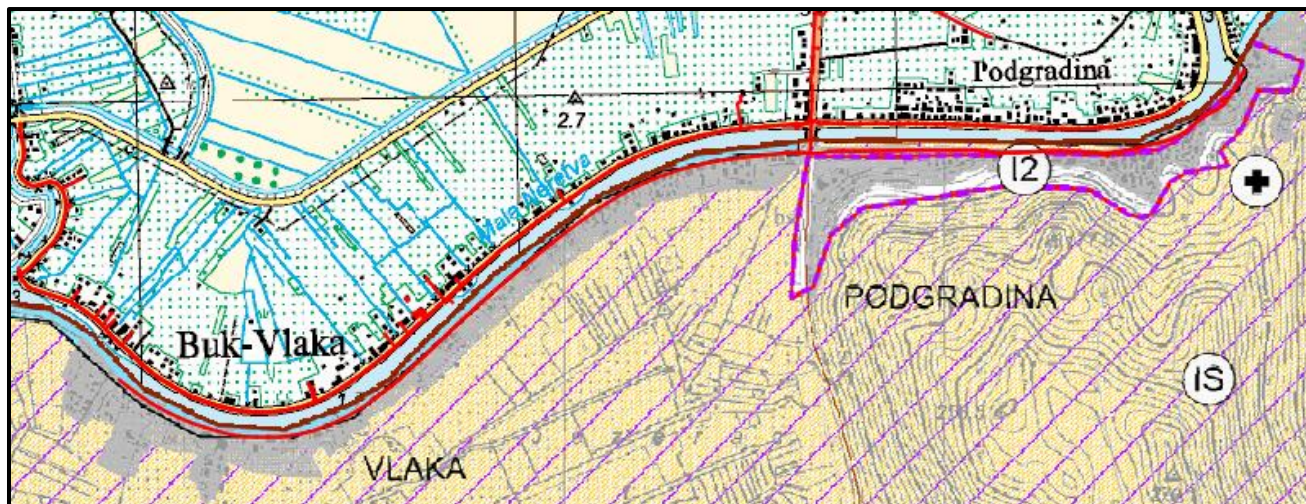 Podgradina
2.7
I2
Mala Neretva
PODGRADINA
Buk-Vlaka
IS
VLAKA